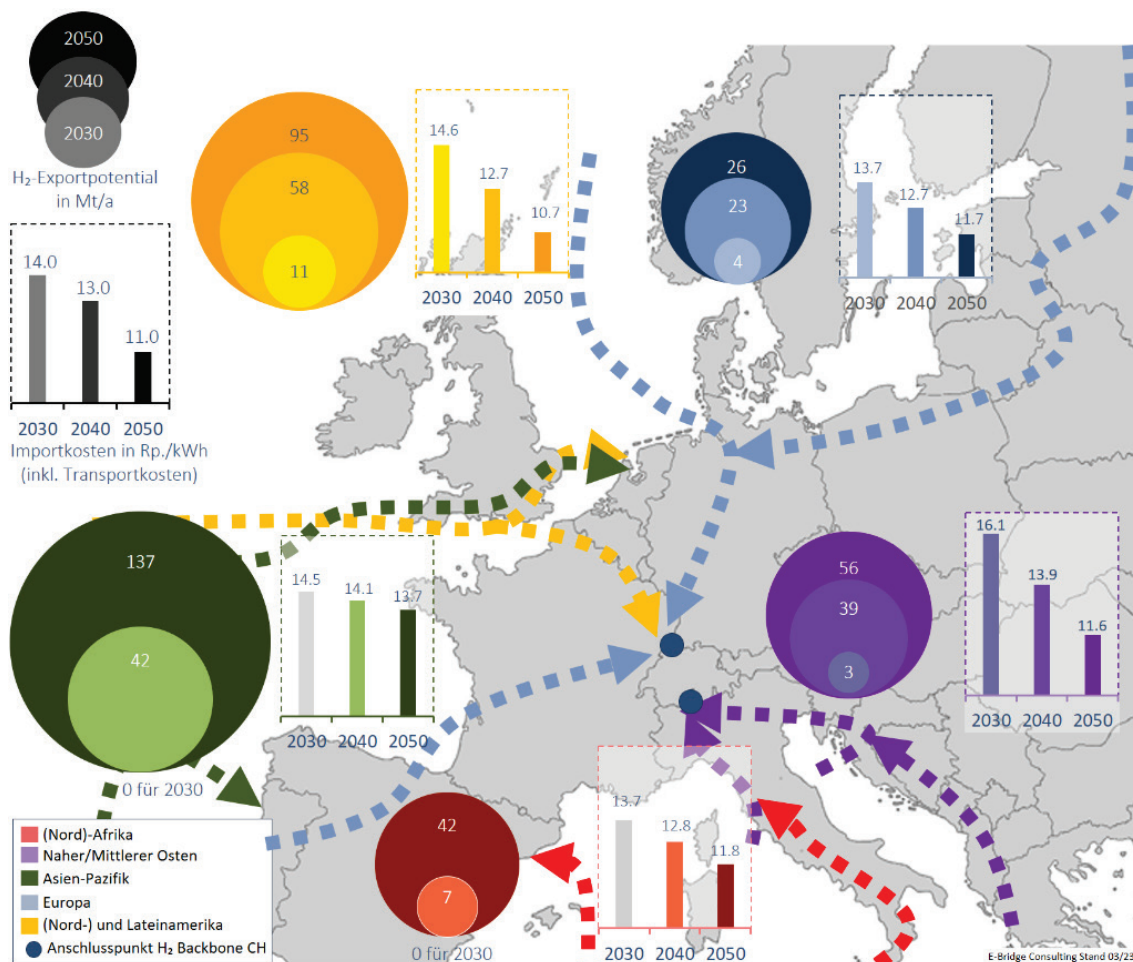 2050
2040
2030
H₂-Exportpotential
in Mt/a
14.0
13.0
11.0
2030 2040 2050
Importkosten in Rp./kWh
(inkl. Transportkosten)
95
58
11
14.6
12.7
10.7
2030 2040 2050
26
23
4
13.7
12.7
11.7
2030 2040 2050
137
42
0 für 2030
14.5
14.1
13.7
2030 2040 2050
56
39
3
16.1
13.9
11.6
2030 2040 2050
42
7
0 für 2030
13.7
12.8
11.8
2030 2040 2050
(Nord)-Afrika
Naher/Mittlerer Osten
Asien-Pazifik
Europa
(Nord-) und Lateinamerika
Anschlusspunkt H₂ Backbone CH
E-Bridge Consulting Stand 03/23